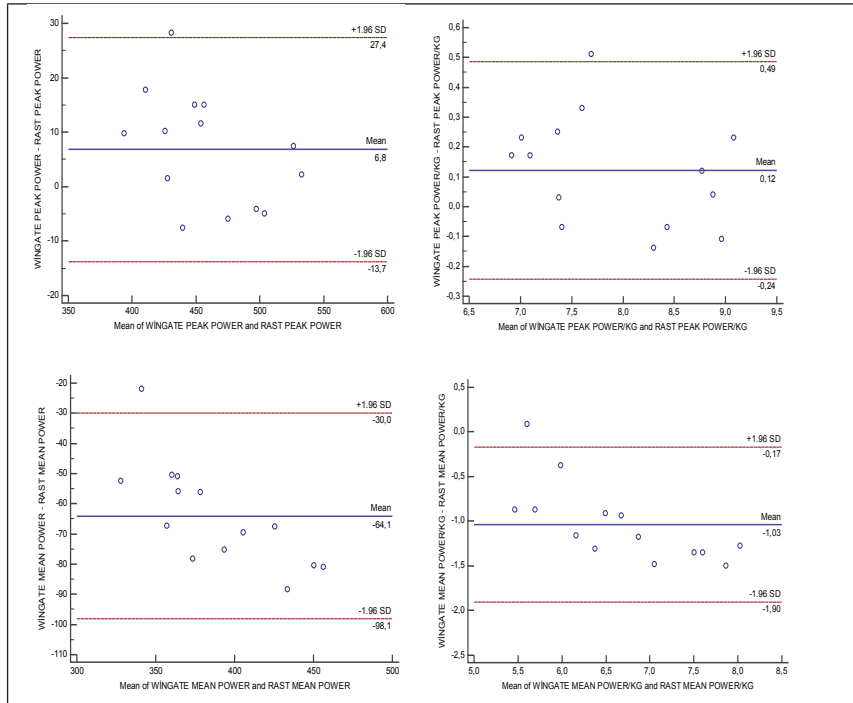 WİNGATE PEAK POWER - RAST PEAK POWER
30
20
10
0
-10
-20
+1.96 SD
27,4
Mean
6,8
-1.96 SD
-13,7
350 400 450 500 550 600
Mean of WİNGATE PEAK POWER and RAST PEAK POWER
WİNGATE PEAK POWER/KG - RAST PEAK POWER/KG
0,6
0,5
0,4
0,3
0,2
0,1
0,0
-0,1
-0,2
-0,3
+1.96 SD
0,49
Mean
0,12
-1.96 SD
-0,24
6,5 7,0 7,5 8,0 8,5 9,0 9,5
Mean of WİNGATE PEAK POWER/KG and RAST PEAK POWER/KG
WİNGATE MEAN POWER - RAST MEAN POWER
-20
-30
-40
-50
-60
-70
-80
-90
-100
-110
+1.96 SD
-30,0
Mean
-64,1
-1.96 SD
-98,1
300 350 400 450 500
Mean of WİNGATE MEAN POWER and RAST MEAN POWER
WİNGATE MEAN POWER/KG - RAST MEAN POWER/KG
0,5
0,0
-0,5
-1,0
-1,5
-2,0
-2,5
+1.96 SD
-0,17
Mean
-1,03
-1.96 SD
-1,90
5,0 5,5 6,0 6,5 7,0 7,5 8,0 8,5
Mean of WİNGATE MEAN POWER/KG and RAST MEAN POWER/KG